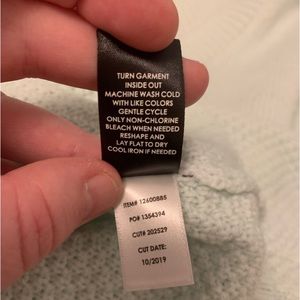 TURN GARMENT
INSIDE OUT
MACHINE WASH COLD
WITH LIKE COLORS
GENTLE CYCLE
ONLY NON-CHLORINE
BLEACH WHEN NEEDED
RESHAPE AND
LAY FLAT TO DRY
COOL IRON IF NEEDED
ITEM# 12600885
PO# 1354394
CUT# 202529
CUT DATE:
10/2019